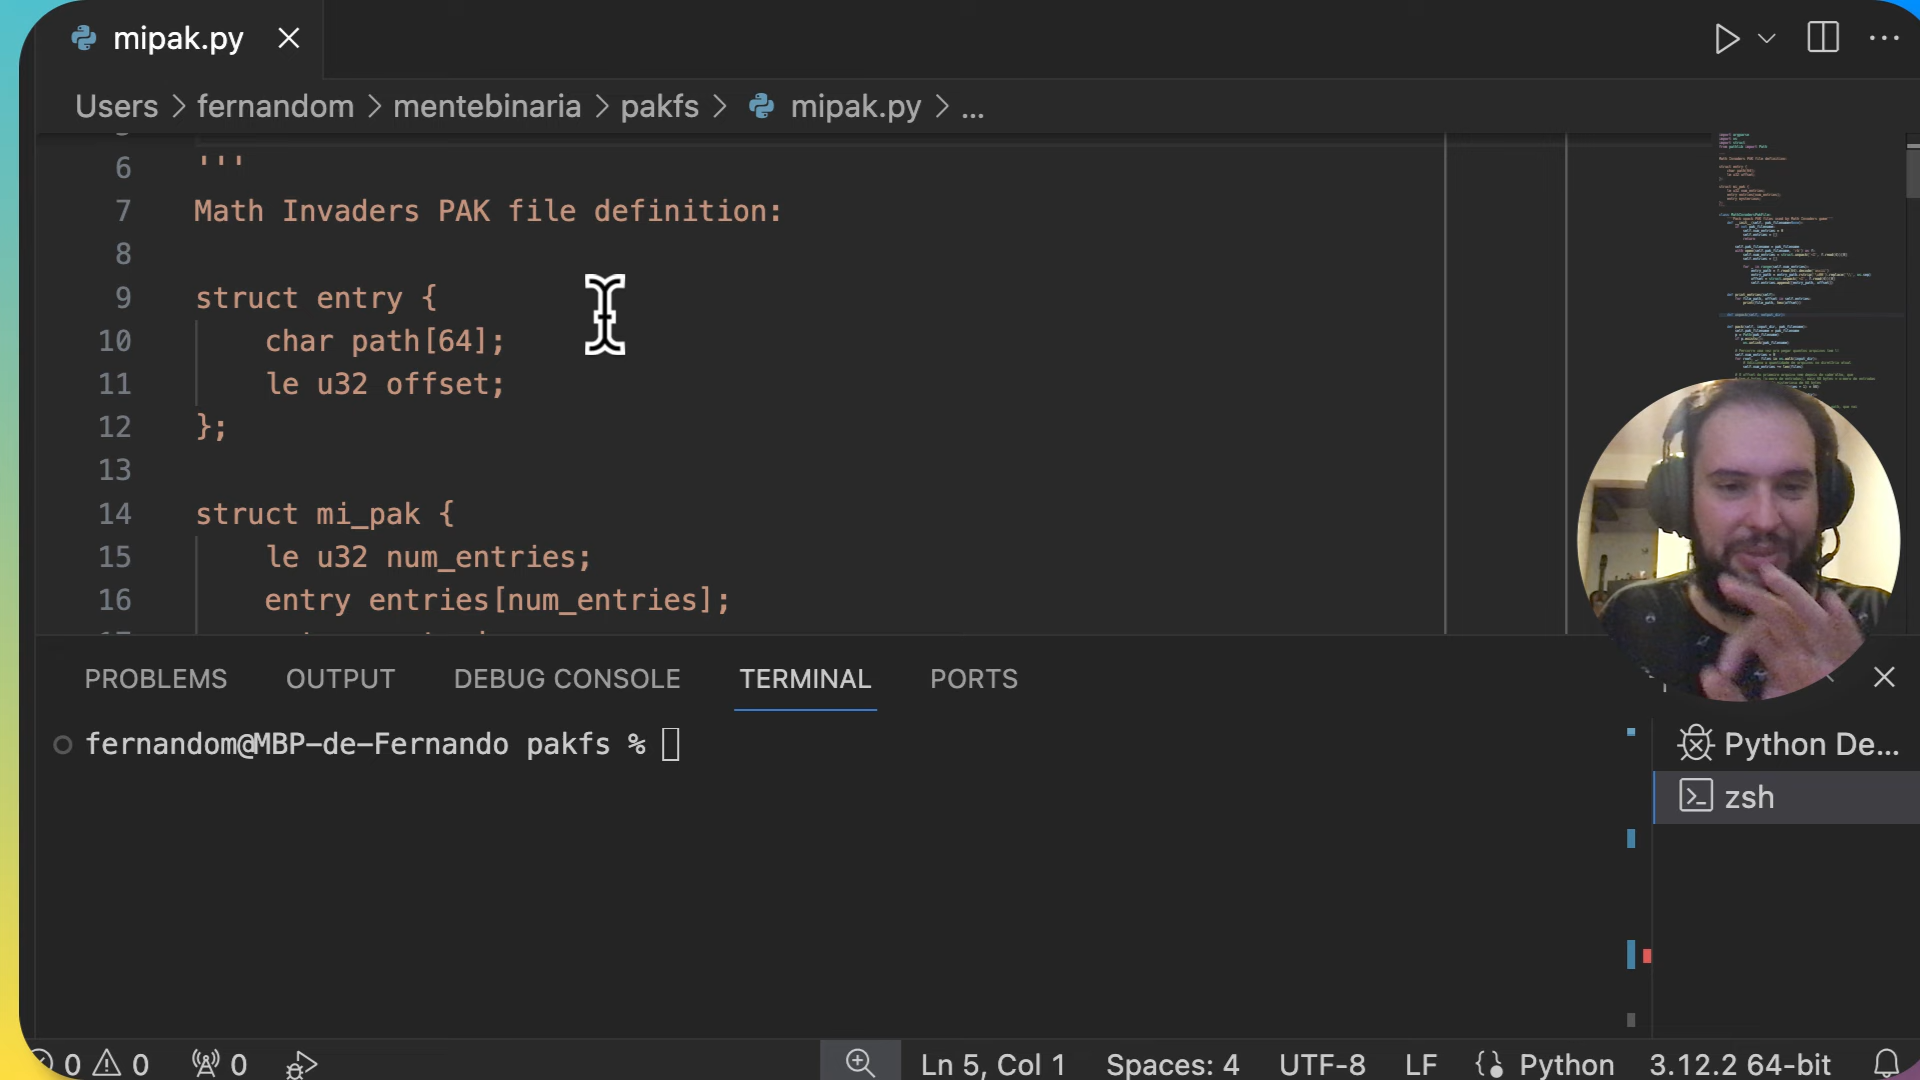 mipak.py
Users > fernandom > mentebinaria > pakfs > mipak.py > ...
6 '''
7 Math Invaders PAK file definition:
8
9 struct entry {
10 char path[64];
11 le u32 offset;
12 };
13
14 struct mi_pak {
15 le u32 num_entries;
16 entry entries[num_entries];
PROBLEMS OUTPUT DEBUG CONSOLE TERMINAL PORTS
fernandom@MBP-de-Fernando pakfs %
Python De...
zsh
0 0 0 Ln 5, Col 1 Spaces: 4 UTF-8 LF Python 3.12.2 64-bit